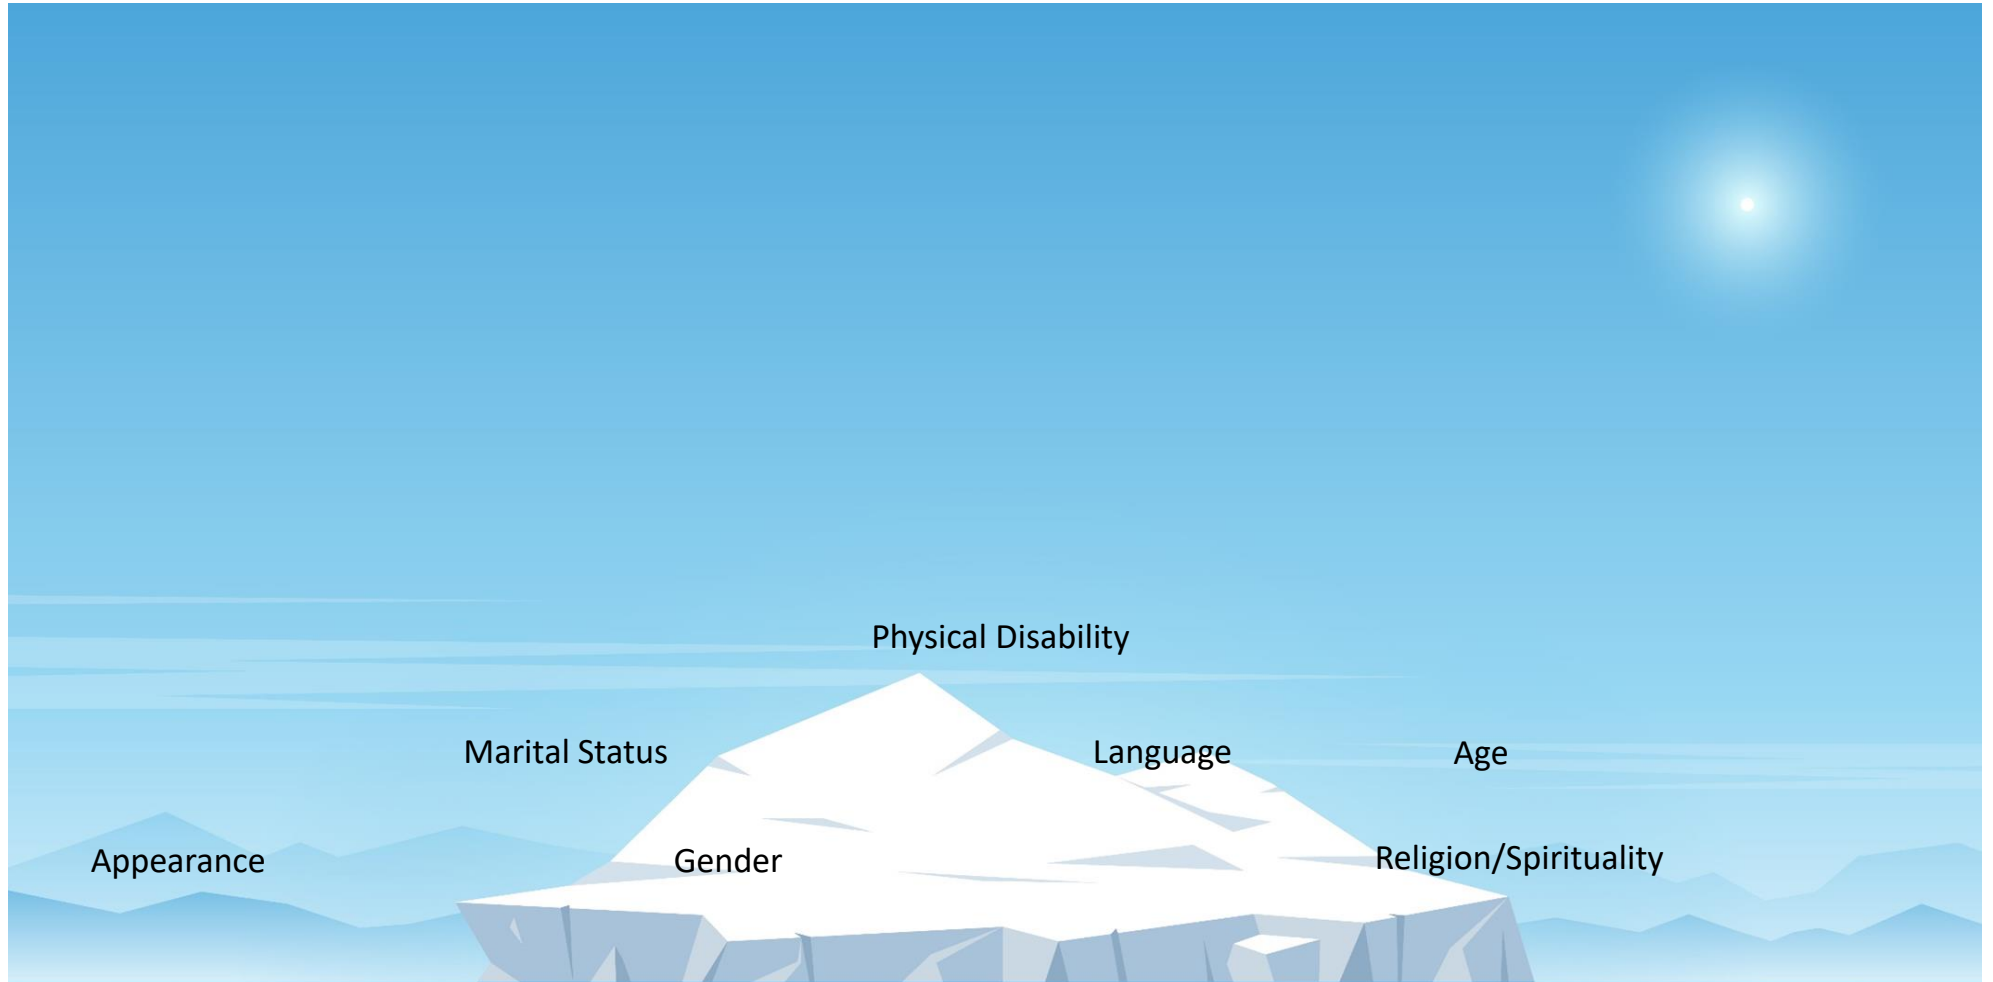 Physical Disability
Marital Status
Language
Age
Appearance
Gender
Religion/Spirituality